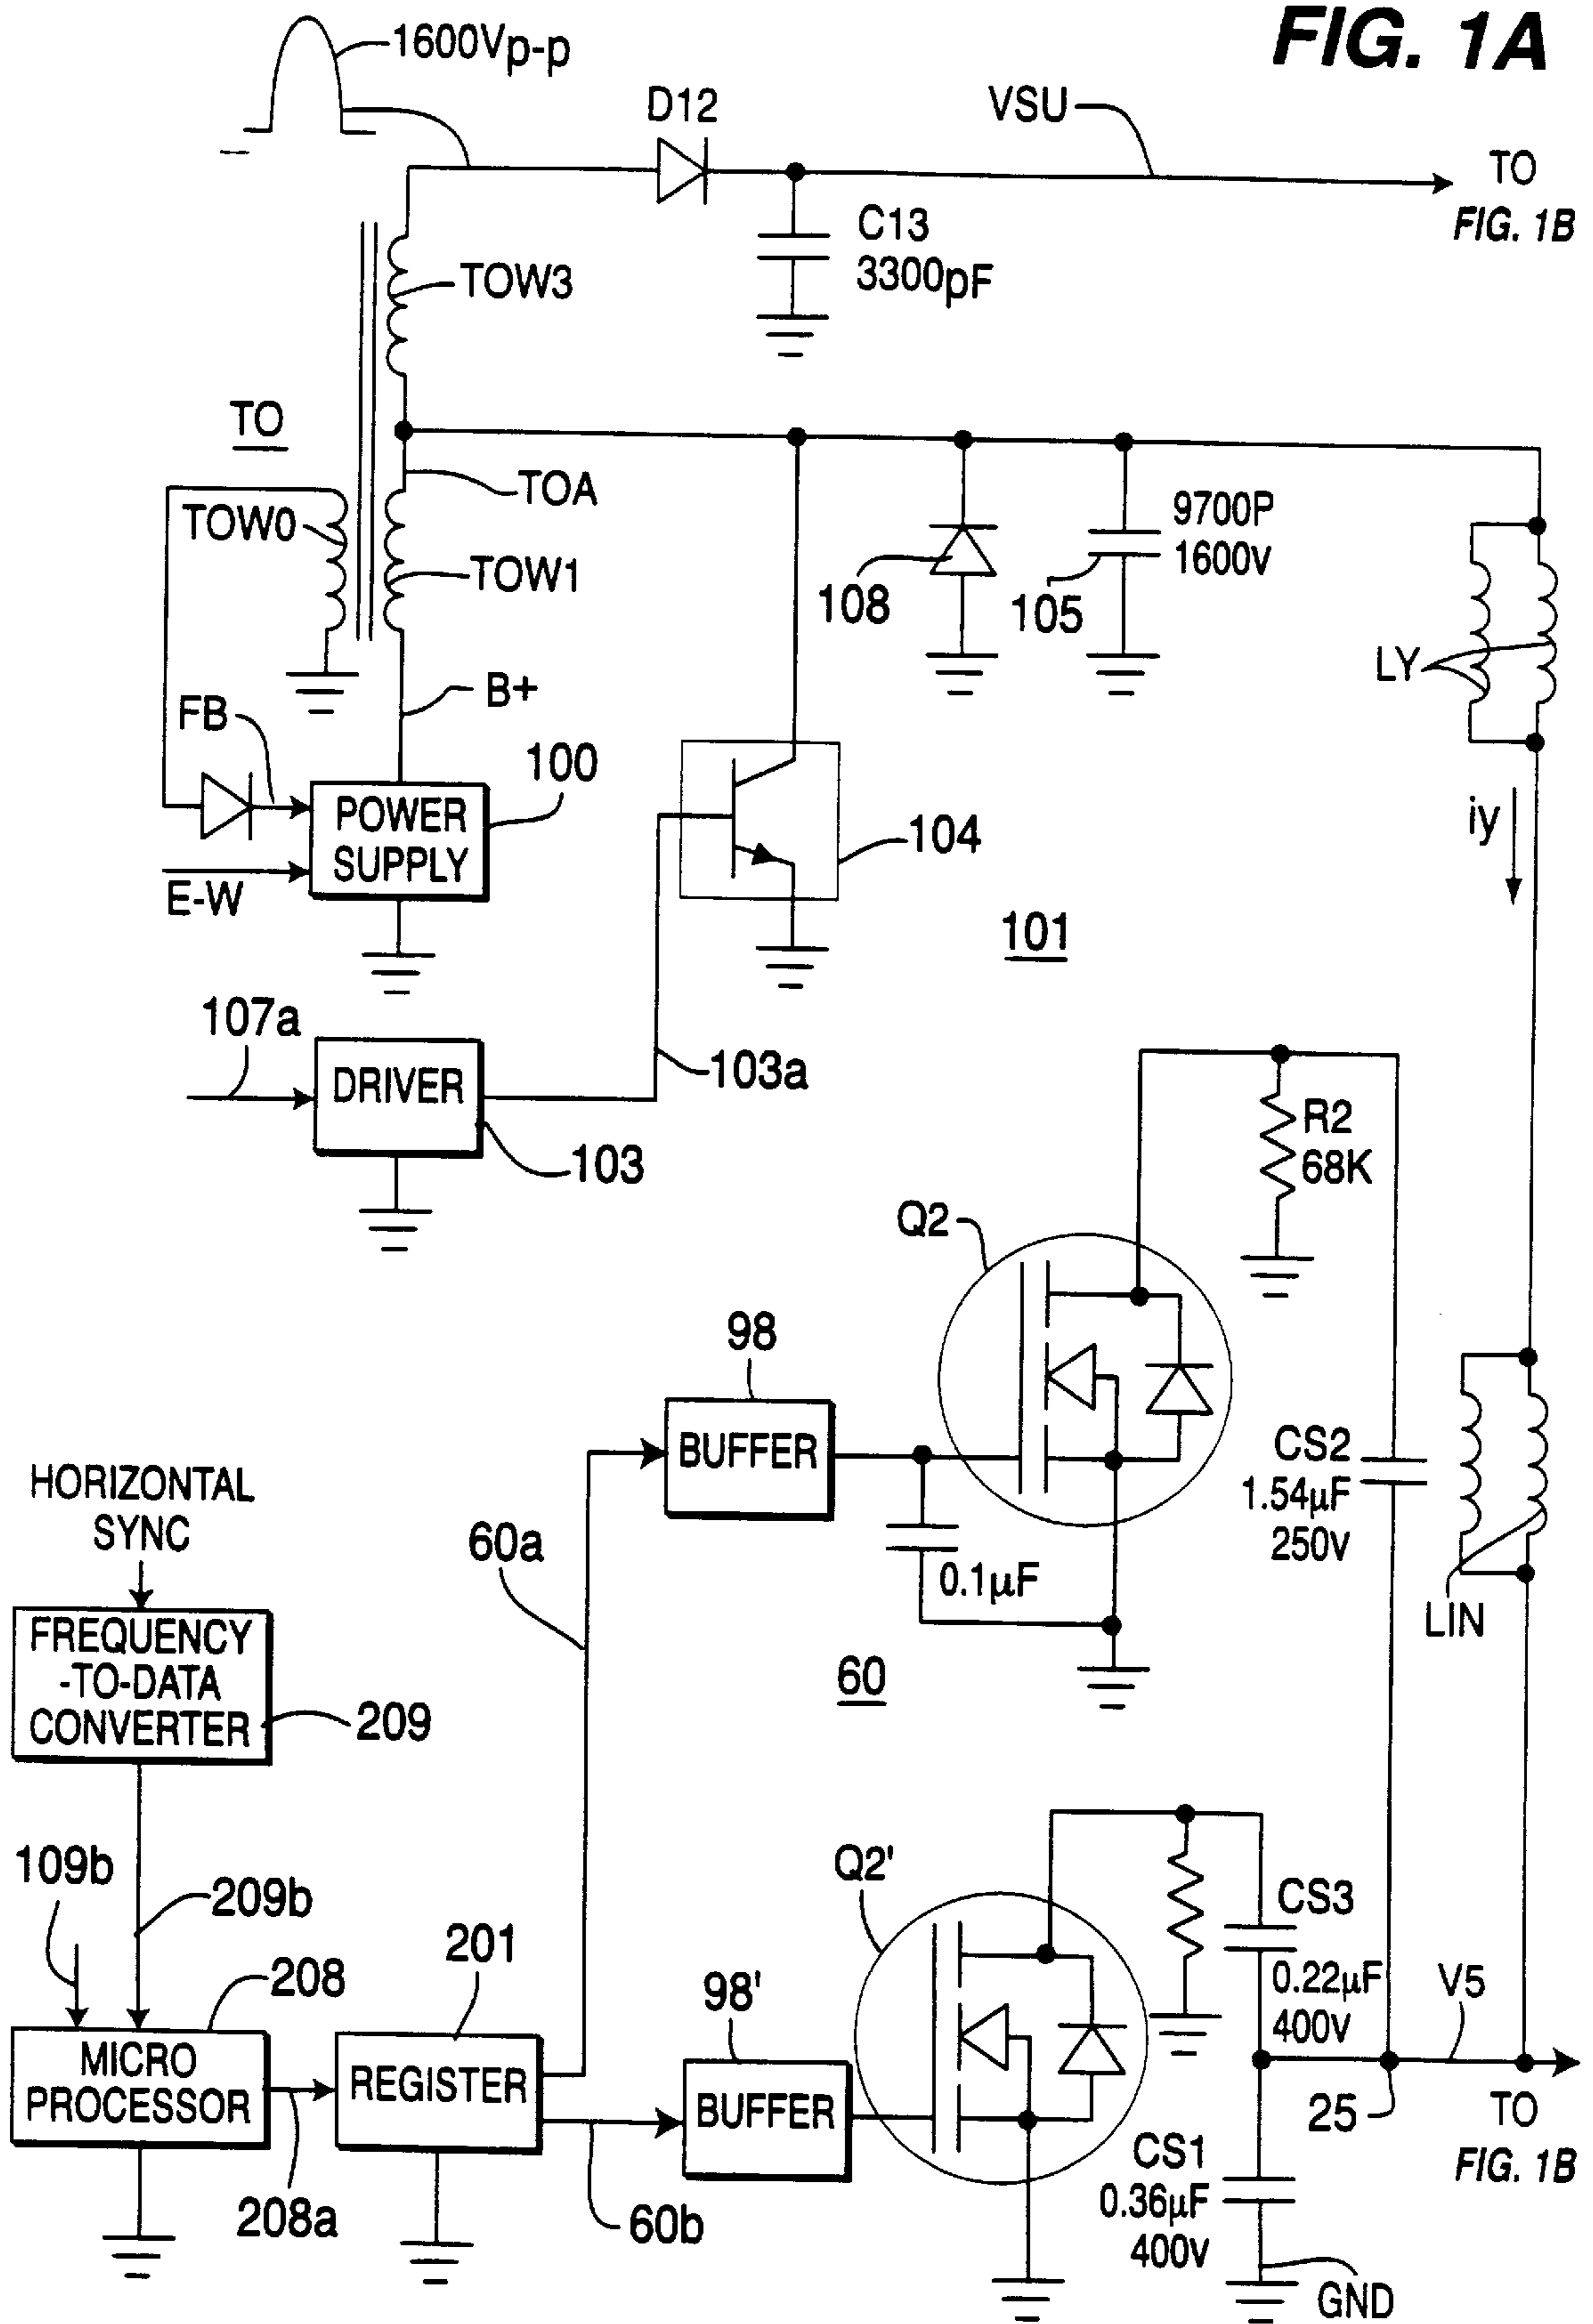 FIG. 1A
1600Vp-p
D12
VSU
TO
FIG. 1B
C13
3300pF
TOW3
TO
TOA
TOW0
TOW1
9700P
1600v
108
105
LY
B+
FB
100
POWER
SUPPLY
E-W
104
iy
101
107a
DRIVER
103a
103
R2
68K
Q2
98
BUFFER
CS2
1.54µF
250v
HORIZONTAL
SYNC
60a
0.1µF
LIN
FREQUENCY
-TO-DATA
CONVERTER
209
60
109b
209b
Q2'
CS3
0.22µF
400v
V5
208
201
98'
MICRO
PROCESSOR
REGISTER
BUFFER
25
TO
FIG. 1B
CS1
0.36µF
400v
208a
60b
GND